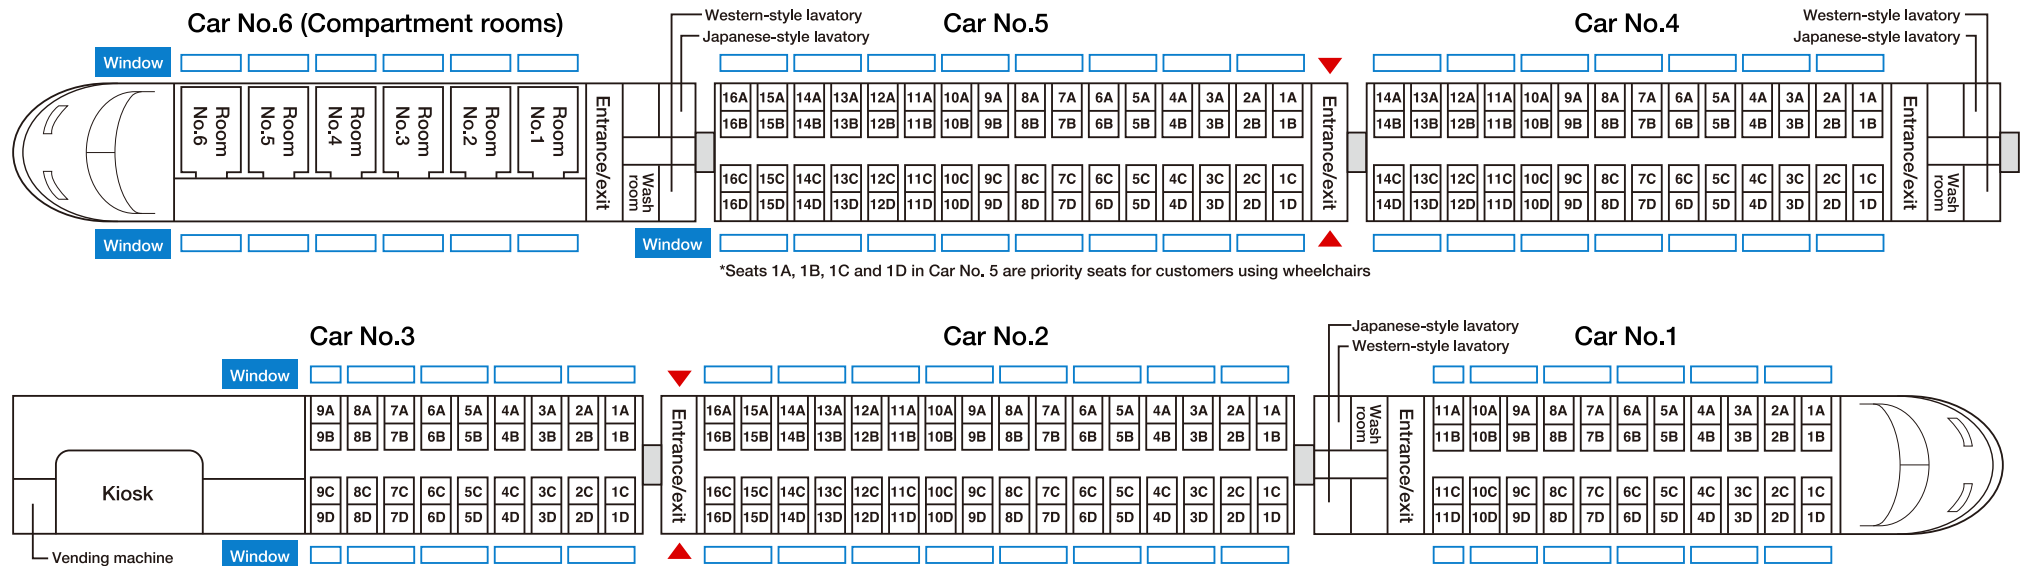 Car No.6 (Compartment rooms)
Western-style lavatory
Japanese-style lavatory
Car No.5
Car No.4
Western-style lavatory
Japanese-style lavatory
Window
Room No.6
Room No.5
Room No.4
Room No.3
Room No.2
Room No.1
Entrance/exit
Wash room
16A 15A 14A 13A 12A 11A 10A 9A 8A 7A 6A 5A 4A 3A 2A 1A
16B 15B 14B 13B 12B 11B 10B 9B 8B 7B 6B 5B 4B 3B 2B 1B
16C 15C 14C 13C 12C 11C 10C 9C 8C 7C 6C 5C 4C 3C 2C 1C
16D 15D 14D 13D 12D 11D 10D 9D 8D 7D 6D 5D 4D 3D 2D 1D
Entrance/exit
14A 13A 12A 11A 10A 9A 8A 7A 6A 5A 4A 3A 2A 1A
14B 13B 12B 11B 10B 9B 8B 7B 6B 5B 4B 3B 2B 1B
14C 13C 12C 11C 10C 9C 8C 7C 6C 5C 4C 3C 2C 1C
14D 13D 12D 11D 10D 9D 8D 7D 6D 5D 4D 3D 2D 1D
Entrance/exit
Wash room
Window
Window
*Seats 1A, 1B, 1C and 1D in Car No. 5 are priority seats for customers using wheelchairs
Car No.3
Car No.2
Japanese-style lavatory
Western-style lavatory
Car No.1
Window
Kiosk
9A 8A 7A 6A 5A 4A 3A 2A 1A
9B 8B 7B 6B 5B 4B 3B 2B 1B
9C 8C 7C 6C 5C 4C 3C 2C 1C
9D 8D 7D 6D 5D 4D 3D 2D 1D
Entrance/exit
16A 15A 14A 13A 12A 11A 10A 9A 8A 7A 6A 5A 4A 3A 2A 1A
16B 15B 14B 13B 12B 11B 10B 9B 8B 7B 6B 5B 4B 3B 2B 1B
16C 15C 14C 13C 12C 11C 10C 9C 8C 7C 6C 5C 4C 3C 2C 1C
16D 15D 14D 13D 12D 11D 10D 9D 8D 7D 6D 5D 4D 3D 2D 1D
Wash room
Entrance/exit
11A 10A 9A 8A 7A 6A 5A 4A 3A 2A 1A
11B 10B 9B 8B 7B 6B 5B 4B 3B 2B 1B
11C 10C 9C 8C 7C 6C 5C 4C 3C 2C 1C
11D 10D 9D 8D 7D 6D 5D 4D 3D 2D 1D
Vending machine
Window